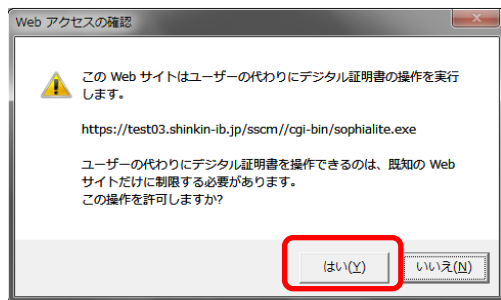 Web アクセスの確認
この Web サイトはユーザーの代わりにデジタル証明書の操作を実行
します。
https://test03.shinkin-ib.jp/sscm//cgi-bin/sophialite.exe
ユーザーの代わりにデジタル証明書を操作できるのは、既知の Web
サイトだけに制限する必要があります。
この操作を許可しますか?
はい(Y) いいえ(N)